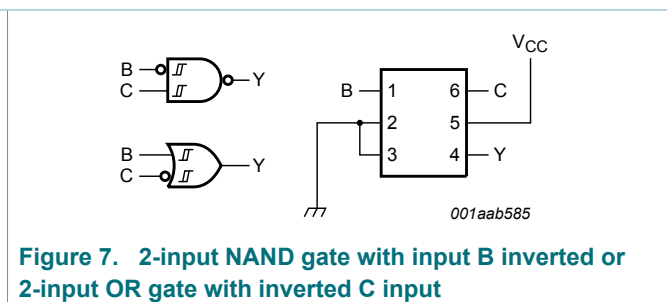 B
C
Y
B
C
Y
VCC
B 1 6 C
2 5
3 4 Y
001aab585
Figure 7. 2-input NAND gate with input B inverted or
2-input OR gate with inverted C input